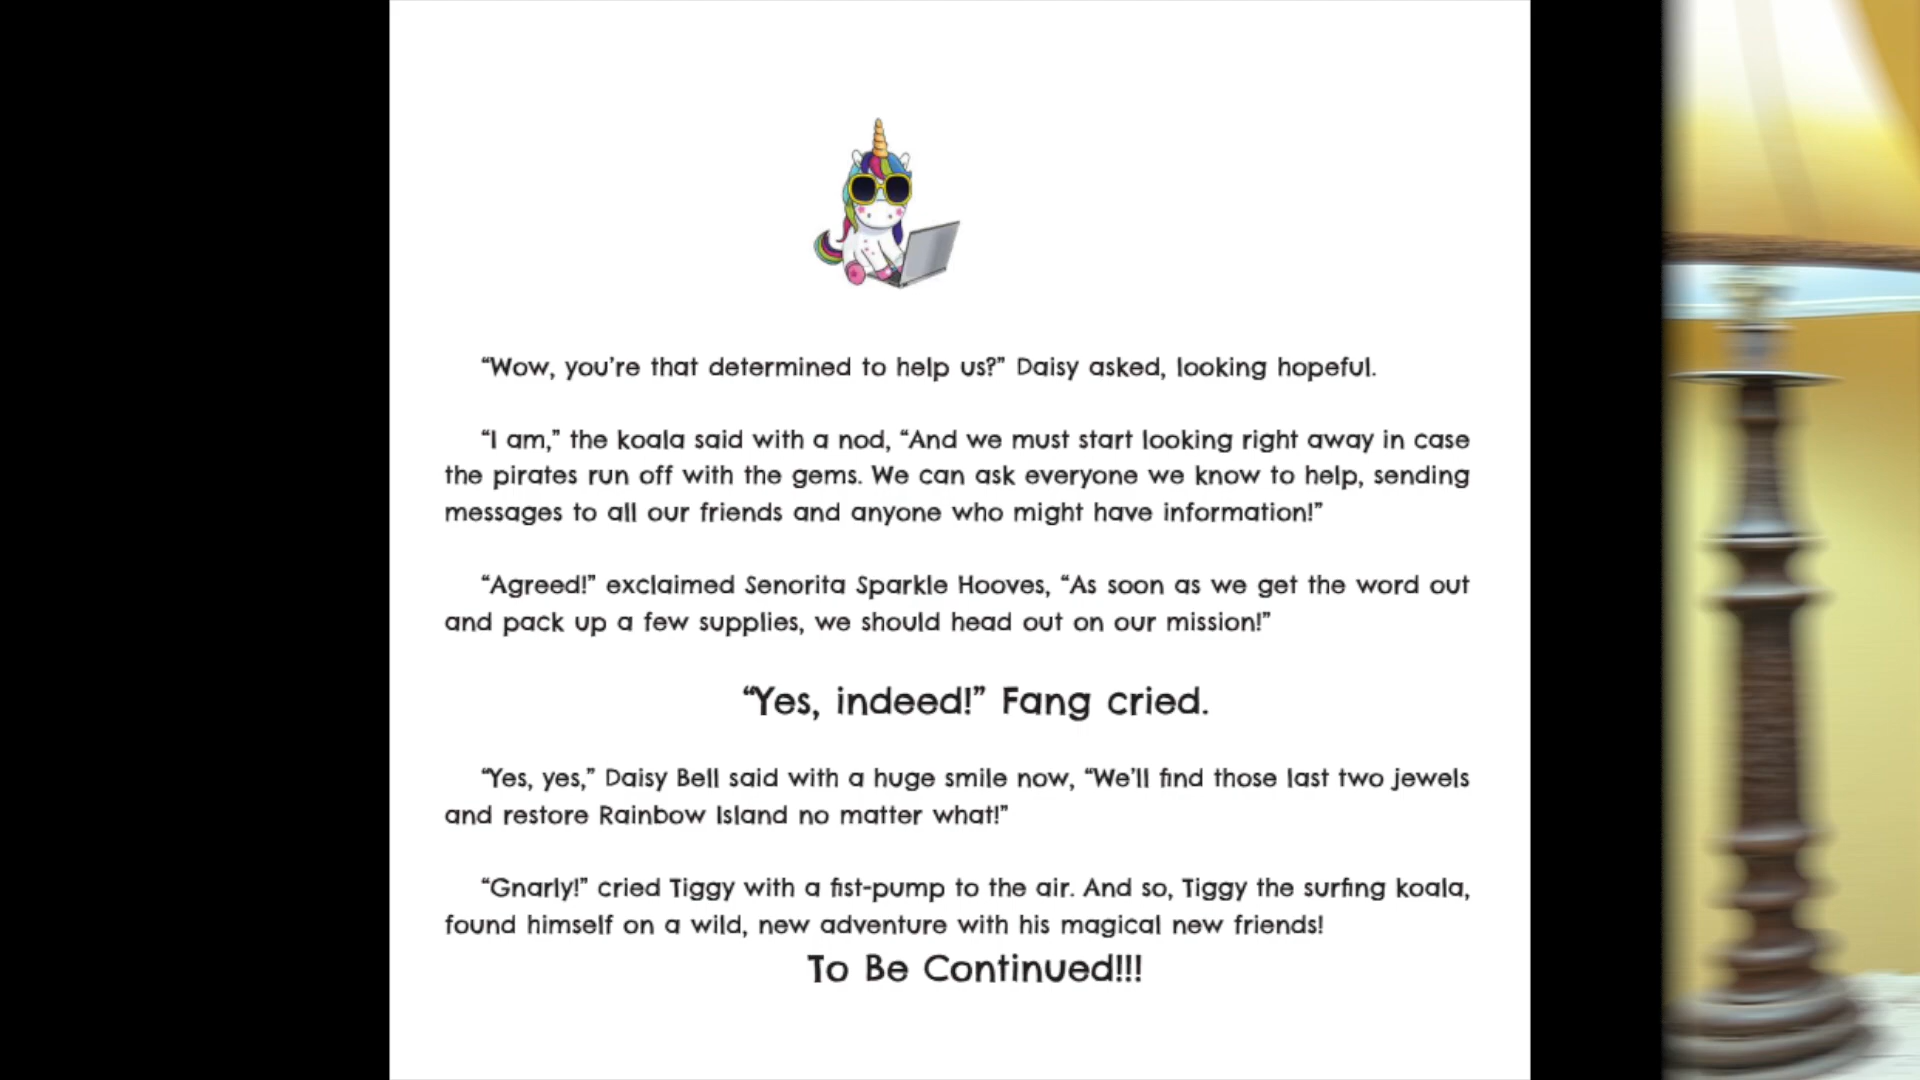 “Wow, you’re that determined to help us?” Daisy asked, looking hopeful.
“I am,” the koala said with a nod, “And we must start looking right away in case
the pirates run off with the gems. We can ask everyone we know to help, sending
messages to all our friends and anyone who might have information!”
“Agreed!” exclaimed Senorita Sparkle Hooves, “As soon as we get the word out
and pack up a few supplies, we should head out on our mission!”
“Yes, indeed!” Fang cried.
“Yes, yes,” Daisy Bell said with a huge smile now, “We’ll find those last two jewels
and restore Rainbow Island no matter what!”
“Gnarly!” cried Tiggy with a fist-pump to the air. And so, Tiggy the surfing koala,
found himself on a wild, new adventure with his magical new friends!
To Be Continued!!!